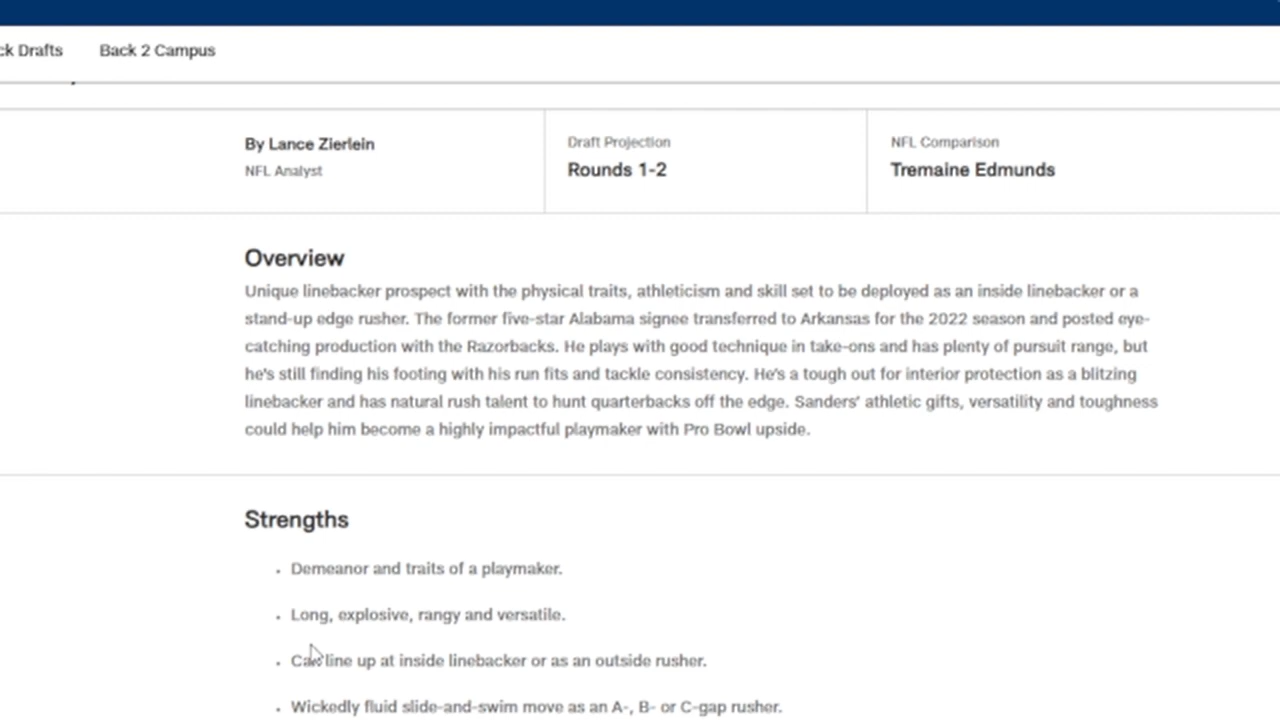 ck Drafts Back 2 Campus
By Lance Zierlein
NFL Analyst
Draft Projection
Rounds 1-2
NFL Comparison
Tremaine Edmunds
Overview
Unique linebacker prospect with the physical traits, athleticism and skill set to be deployed as an inside linebacker or a
stand-up edge rusher. The former five-star Alabama signee transferred to Arkansas for the 2022 season and posted eye-
catching production with the Razorbacks. He plays with good technique in take-ons and has plenty of pursuit range, but
he's still finding his footing with his run fits and tackle consistency. He's a tough out for interior protection as a blitzing
linebacker and has natural rush talent to hunt quarterbacks off the edge. Sanders' athletic gifts, versatility and toughness
could help him become a highly impactful playmaker with Pro Bowl upside.
Strengths
• Demeanor and traits of a playmaker.
• Long, explosive, rangy and versatile.
• Can line up at inside linebacker or as an outside rusher.
• Wickedly fluid slide-and-swim move as an A-, B- or C-gap rusher.